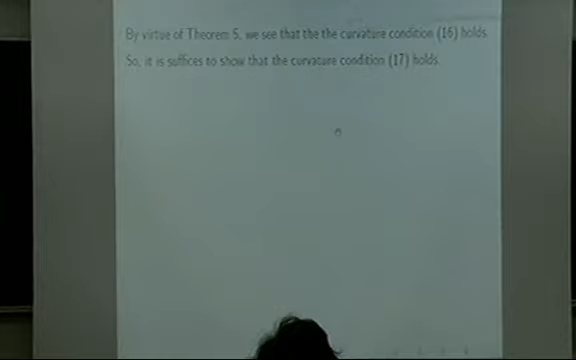 By virtue of Theorem 5, we see that the the curvature condition (16) holds.
So, it is suffices to show that the curvature condition (17) holds.